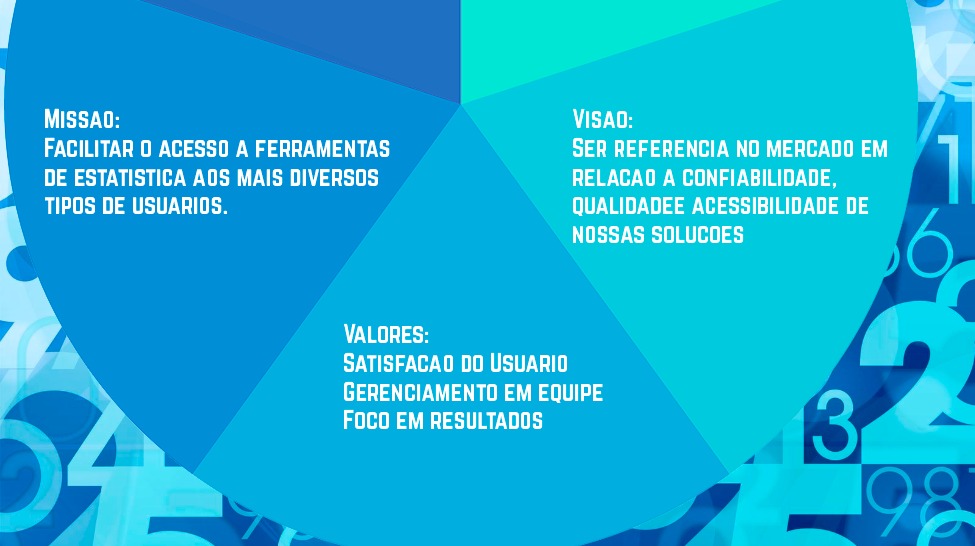 Missao:
Facilitar o acesso a ferramentas
de estatistica aos mais diversos
tipos de usuarios.
Visao:
Ser referencia no mercado em
relacao a confiabilidade,
qualidadee acessibilidade de
nossas solucoes
Valores:
Satisfacao do Usuario
Gerenciamento em equipe
Foco em resultados